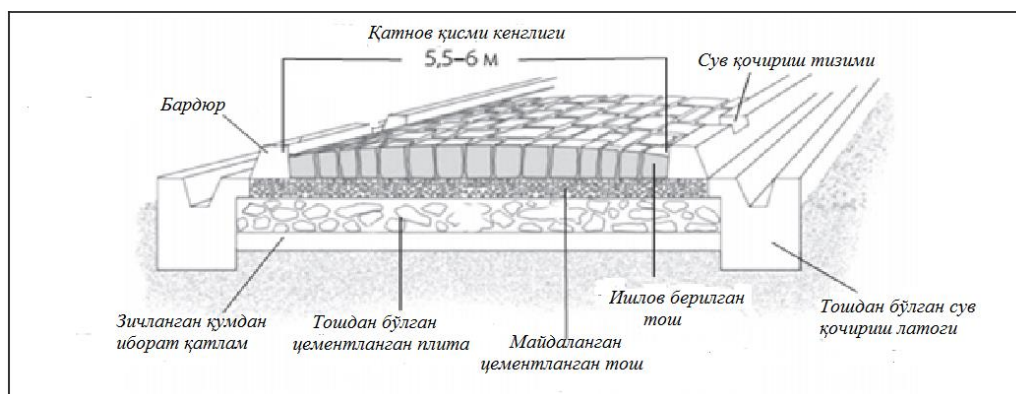 Қатнов қисми кенглиги
5,5–6 м
Сув қочириш тизими
Бардюр
Ишлов берилган
тош
Зичланган қумдан
иборат қатлам
Тошдан бўлган
цементланган плита
Майдаланган
цементланган тош
Тошдан бўлган сув
қочириш латоги